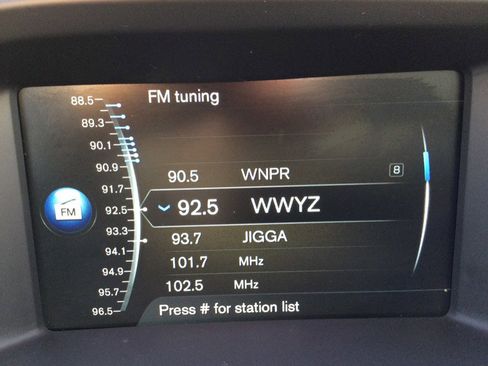 FM tuning
88.5
89.3
90.1
90.9
91.7
92.5
93.3
94.1
94.9
95.7
96.5
FM
90.5 WNPR 8
92.5 WWYZ
93.7 JIGGA
101.7 MHz
102.5 MHz
Press # for station list